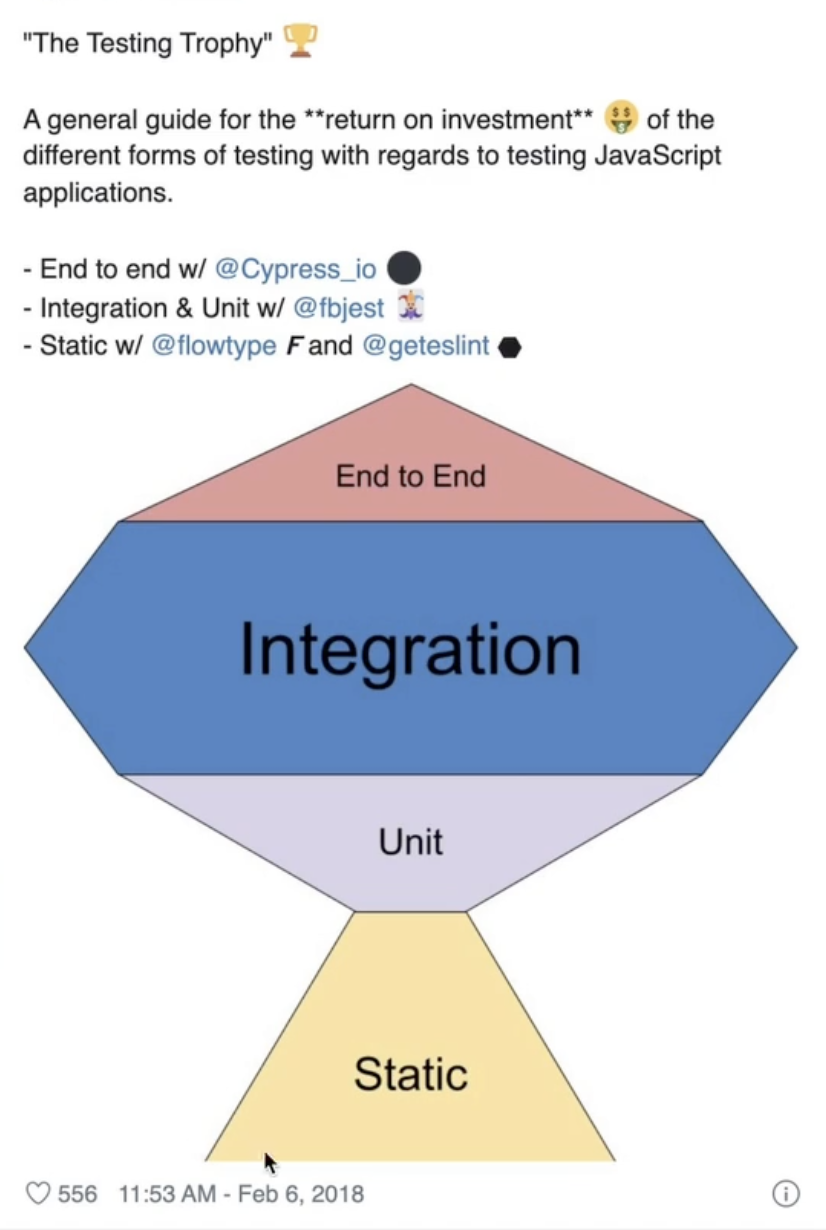 "The Testing Trophy" 🏆
A general guide for the **return on investment** 🤑 of the
different forms of testing with regards to testing JavaScript
applications.
- End to end w/ @Cypress_io ⚫
- Integration & Unit w/ @fbjest 🃏
- Static w/ @flowtype 𝙁 and @geteslint ⬣
End to End
Integration
Unit
Static
556 11:53 AM - Feb 6, 2018